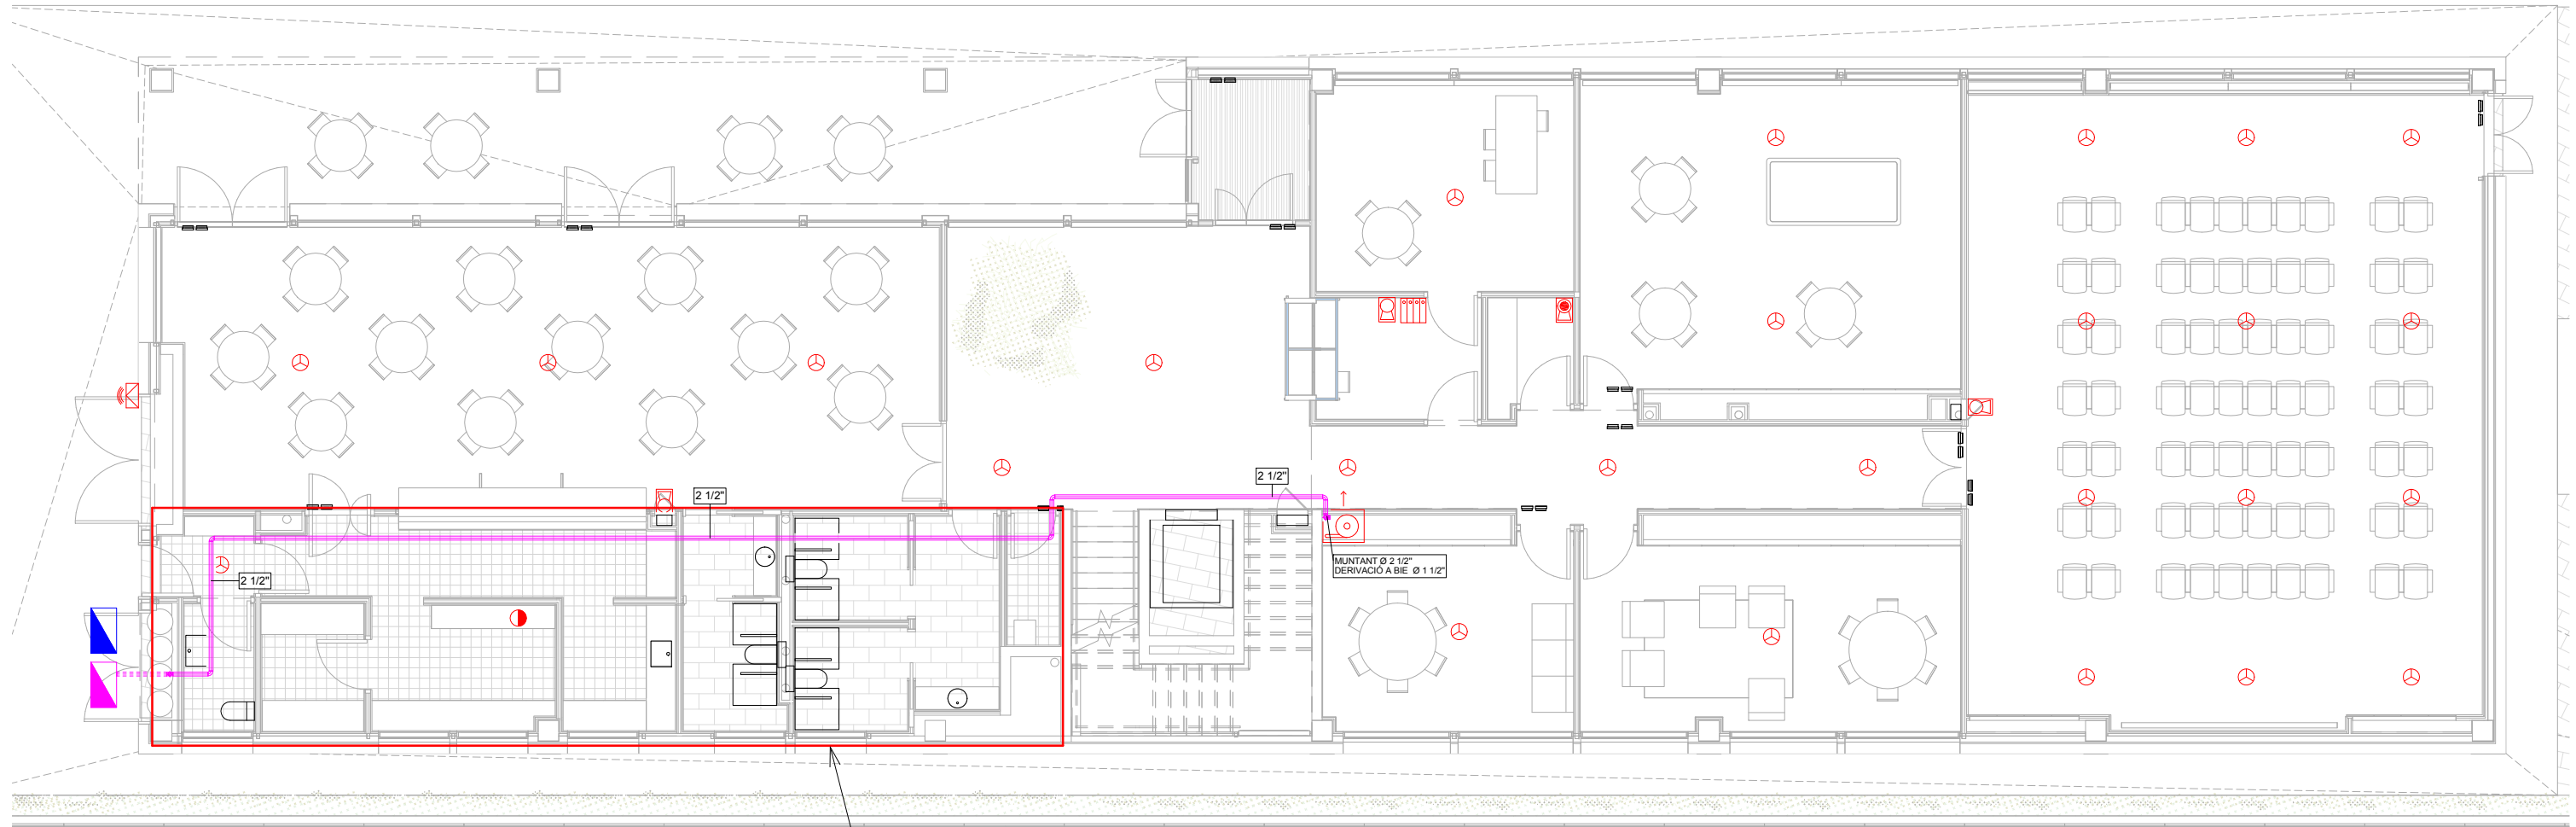 2 1/2"
2 1/2"
2 1/2"
MUNTANT Ø 2 1/2"
DERIVACIÓ A BIE Ø 1 1/2"